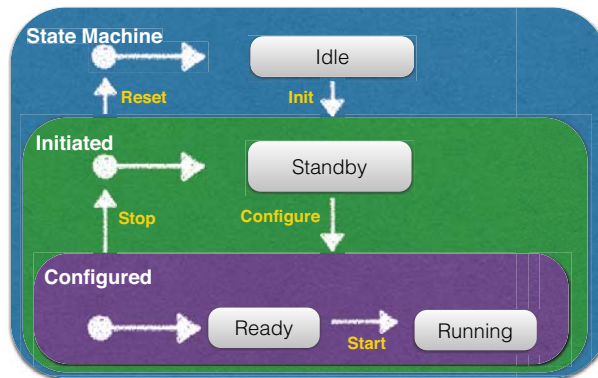 State Machine
Idle
Reset
Init
Initiated
Standby
Stop
Configure
Configured
Ready
Running
Start